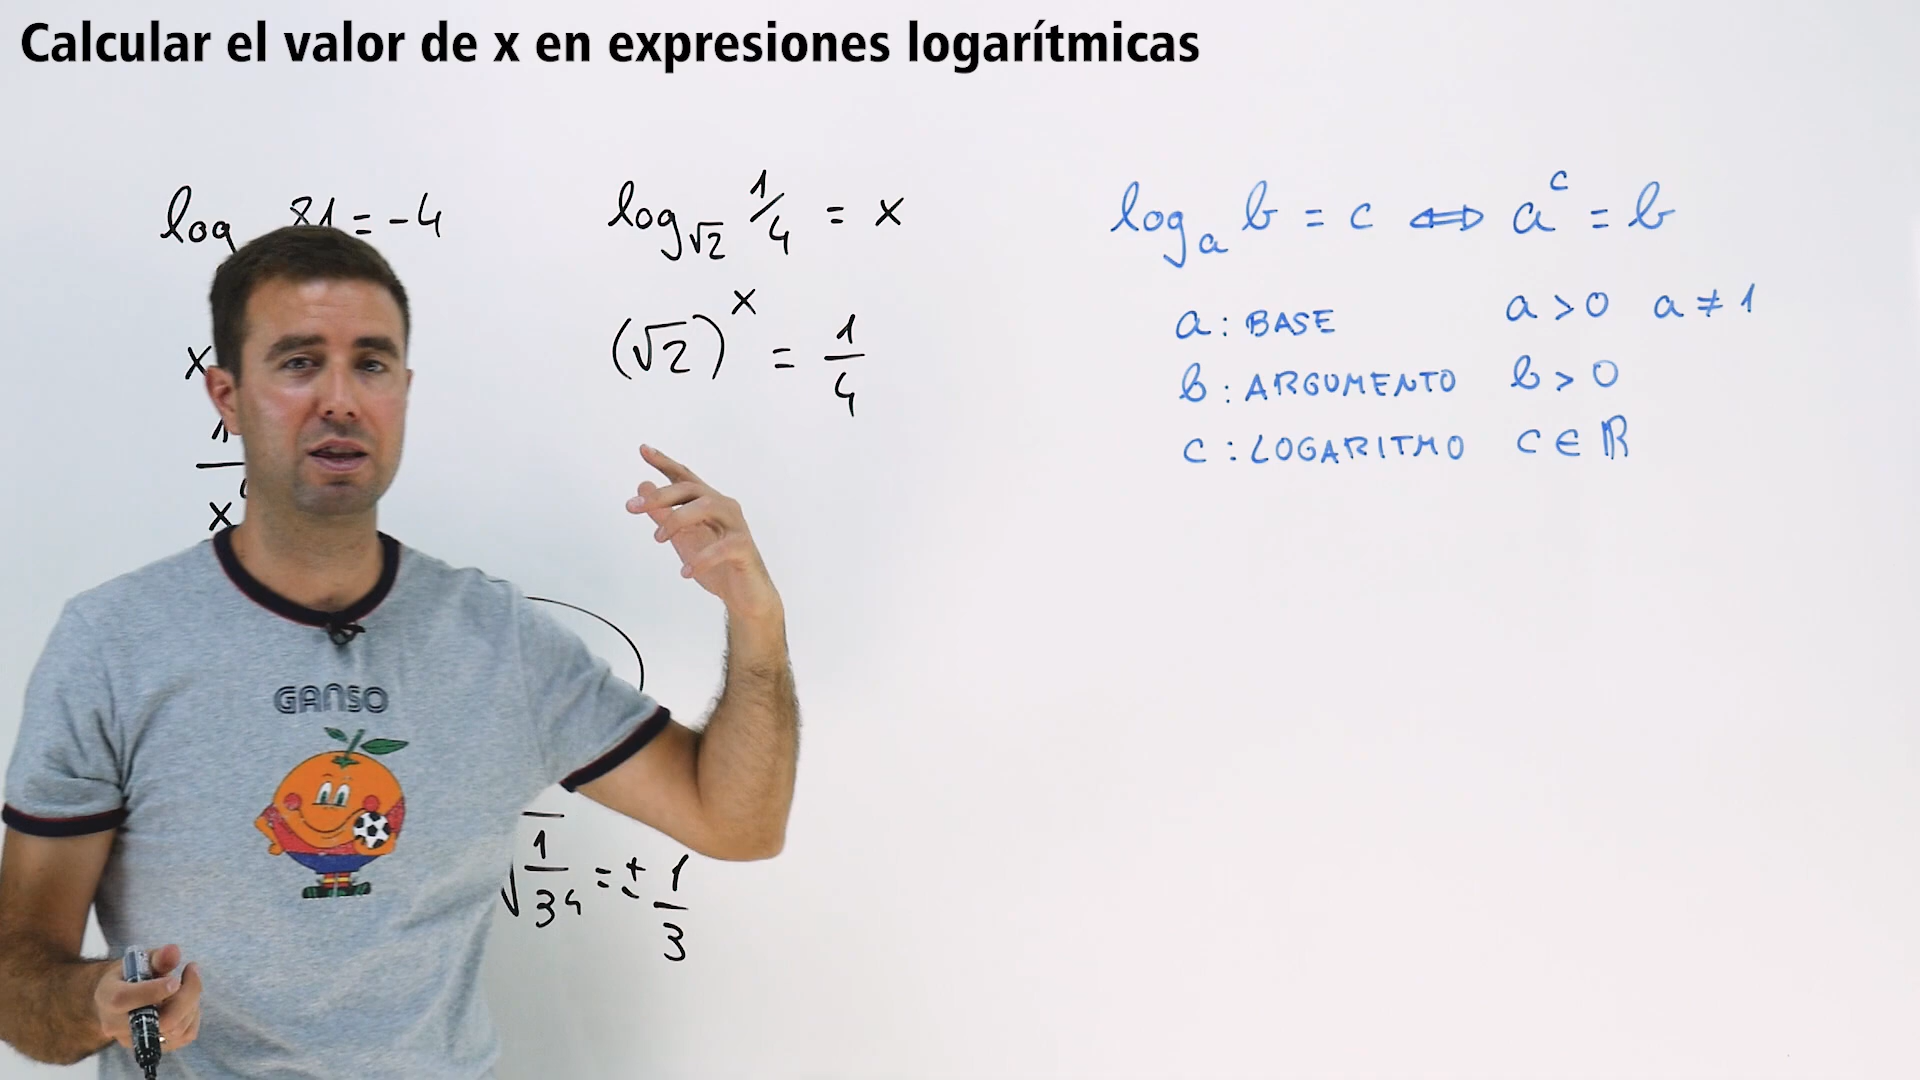 Calcular el valor de x en expresiones logarítmicas
log 81 = -4
x
1
x
√1/34 = ± 1/3
log√2 1/4 = x
(√2)^x = 1/4
log_a b = c ⇔ a^c = b
a : BASE a > 0 a ≠ 1
b : ARGUMENTO b > 0
c : LOGARITMO c ∈ ℝ
GANSO